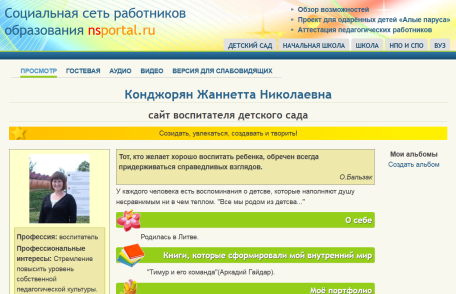 Социальная сеть работников
образования nsportal.ru
Обзор возможностей
Проект для одарённых детей «Алые паруса»
Аттестация педагогических работников
ДЕТСКИЙ САД НАЧАЛЬНАЯ ШКОЛА ШКОЛА НПО И СПО ВУЗ
ПРОСМОТР ГОСТЕВАЯ АУДИО ВИДЕО ВЕРСИЯ ДЛЯ СЛАБОВИДЯЩИХ
Конджорян Жаннетта Николаевна
сайт воспитателя детского сада
Созидать, увлекаться, создавать и творить!
Профессия: воспитатель
Профессиональные
интересы: Стремление
повысить уровень
собственной
педагогической культуры.
Тот, кто желает хорошо воспитать ребенка, обречен всегда
придерживаться справедливых взглядов.
О.Бальзак
У каждого человека есть воспоминания о детсве, которые наполняют душу
несравнимым ни в чем теплом. "Все мы родом из детсва..."
О себе
Родилась в Литве.
Книги, которые сформировали мой внутренний мир
"Тимур и его команда"(Аркадий Гайдар).
Моё портфолио
Мои альбомы
Создать альбом